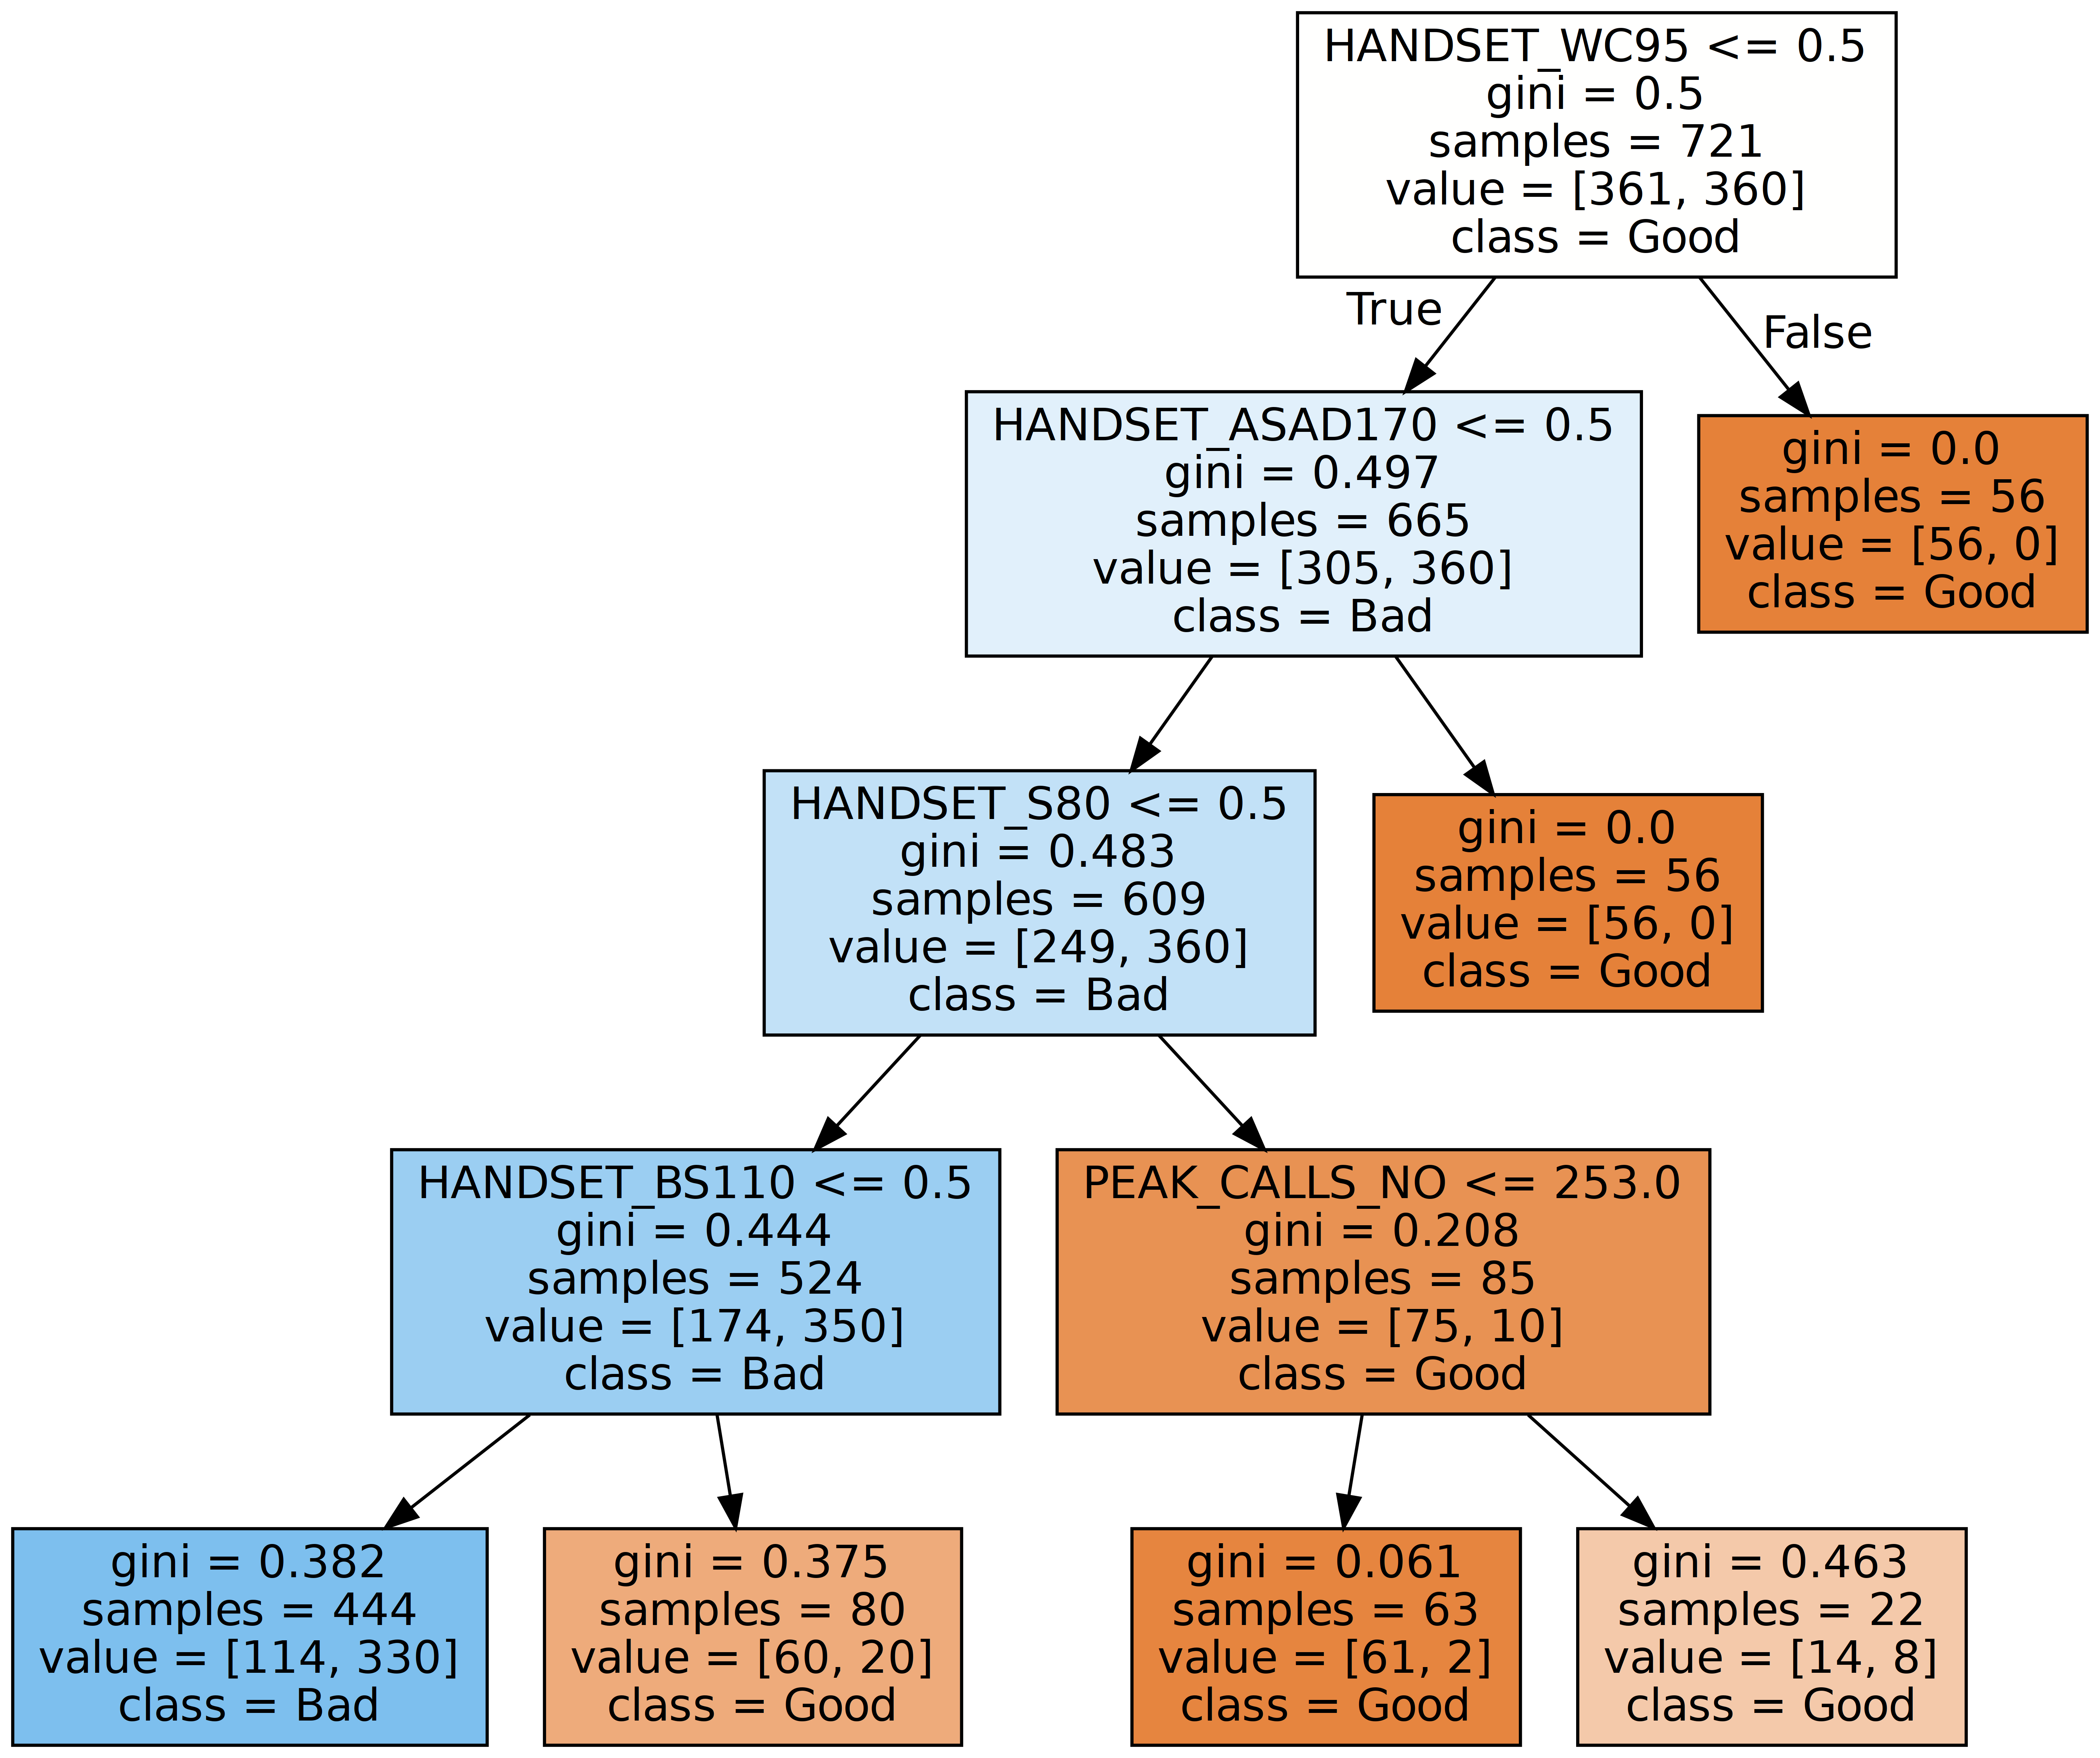 HANDSET_WC95 <= 0.5
gini = 0.5
samples = 721
value = [361, 360]
class = Good
True
False
HANDSET_ASAD170 <= 0.5
gini = 0.497
samples = 665
value = [305, 360]
class = Bad
gini = 0.0
samples = 56
value = [56, 0]
class = Good
HANDSET_S80 <= 0.5
gini = 0.483
samples = 609
value = [249, 360]
class = Bad
gini = 0.0
samples = 56
value = [56, 0]
class = Good
HANDSET_BS110 <= 0.5
gini = 0.444
samples = 524
value = [174, 350]
class = Bad
PEAK_CALLS_NO <= 253.0
gini = 0.208
samples = 85
value = [75, 10]
class = Good
gini = 0.382
samples = 444
value = [114, 330]
class = Bad
gini = 0.375
samples = 80
value = [60, 20]
class = Good
gini = 0.061
samples = 63
value = [61, 2]
class = Good
gini = 0.463
samples = 22
value = [14, 8]
class = Good